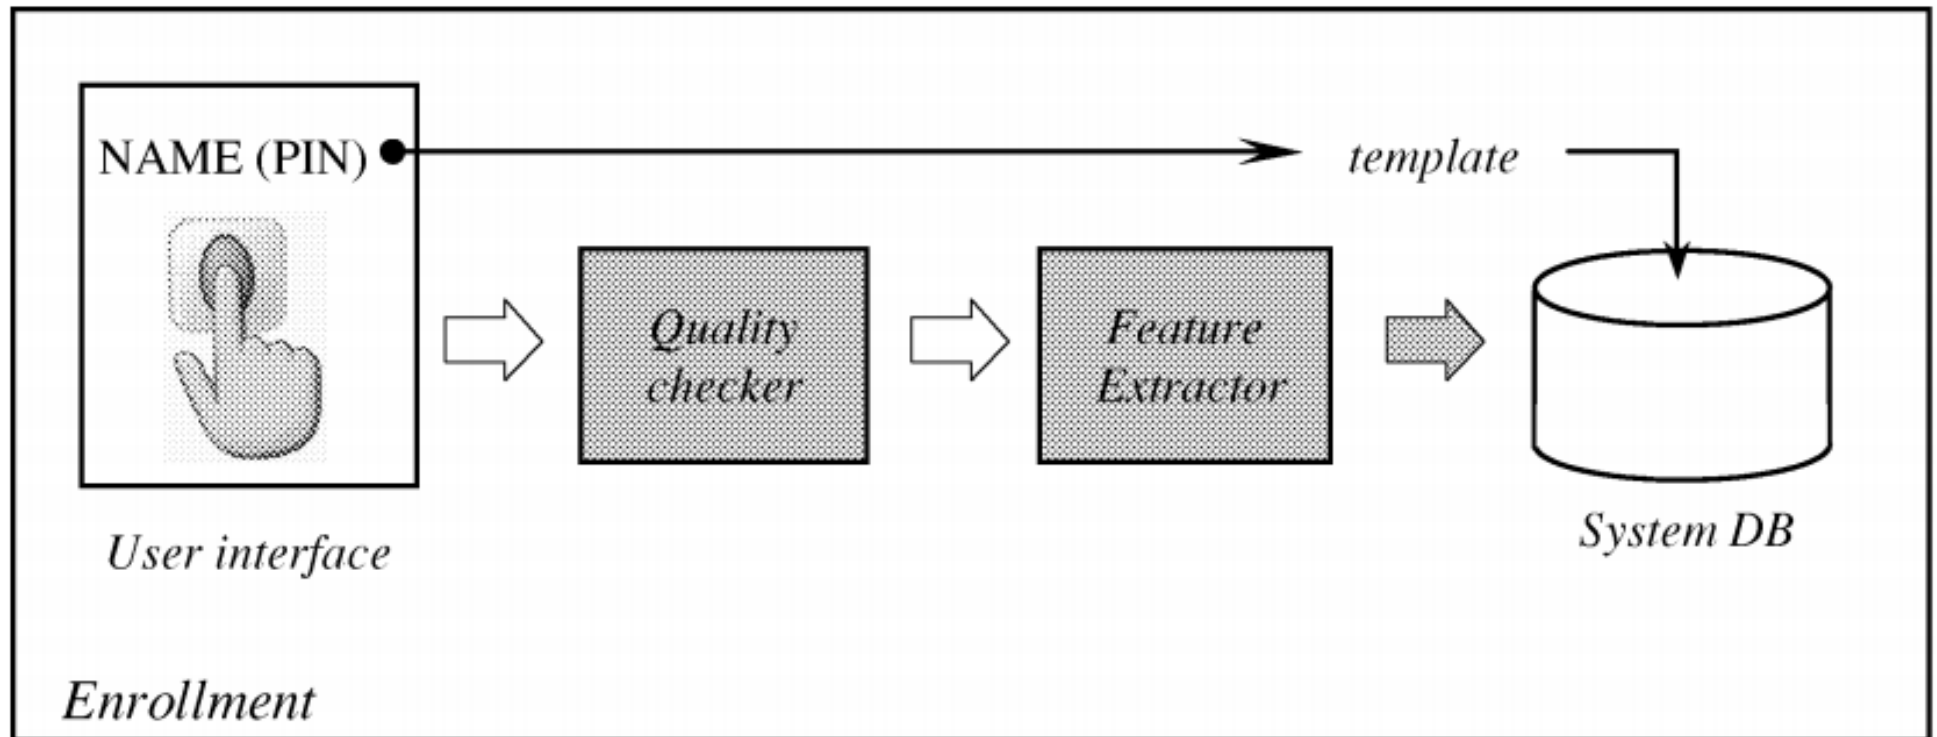 NAME (PIN)
template
Quality
checker
Feature
Extractor
User interface
System DB
Enrollment